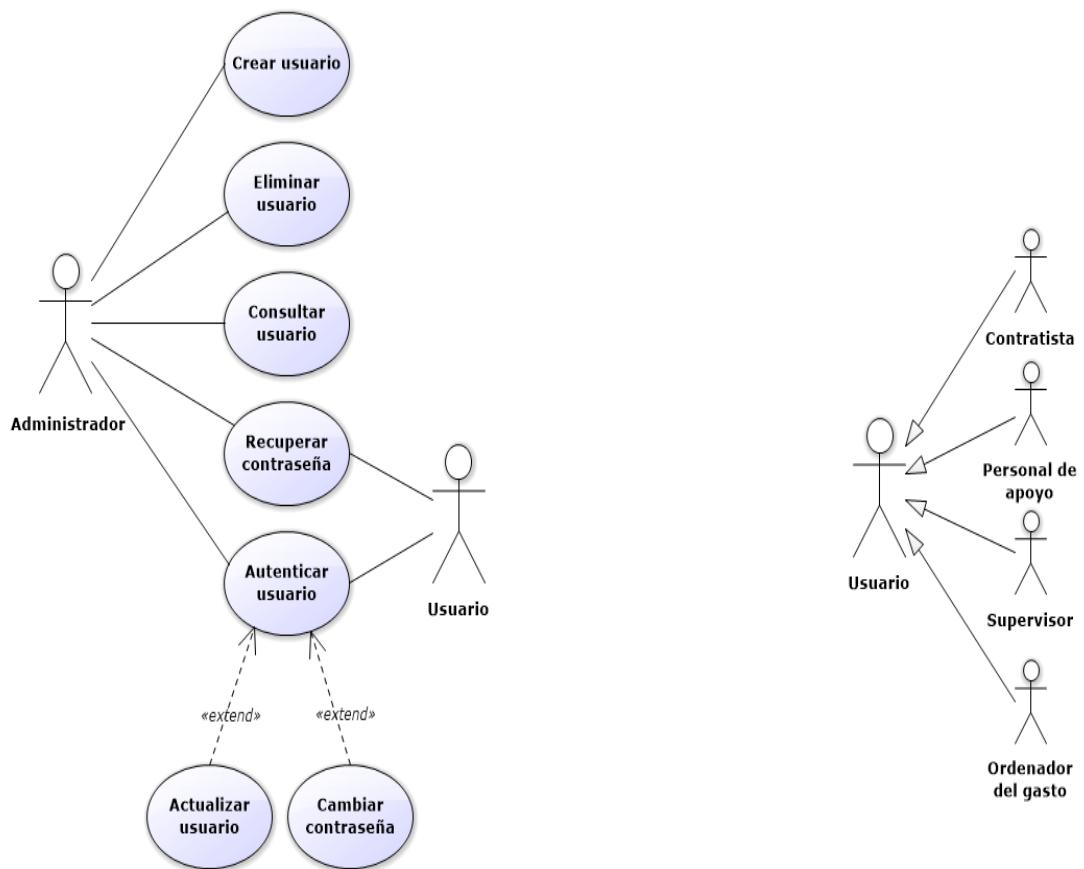 Crear usuario
Eliminar
usuario
Consultar
usuario
Administrador
Recuperar
contraseña
Autenticar
usuario
Usuario
«extend»
«extend»
Actualizar
usuario
Cambiar
contraseña
Contratista
Personal de
apoyo
Usuario
Supervisor
Ordenador
del gasto